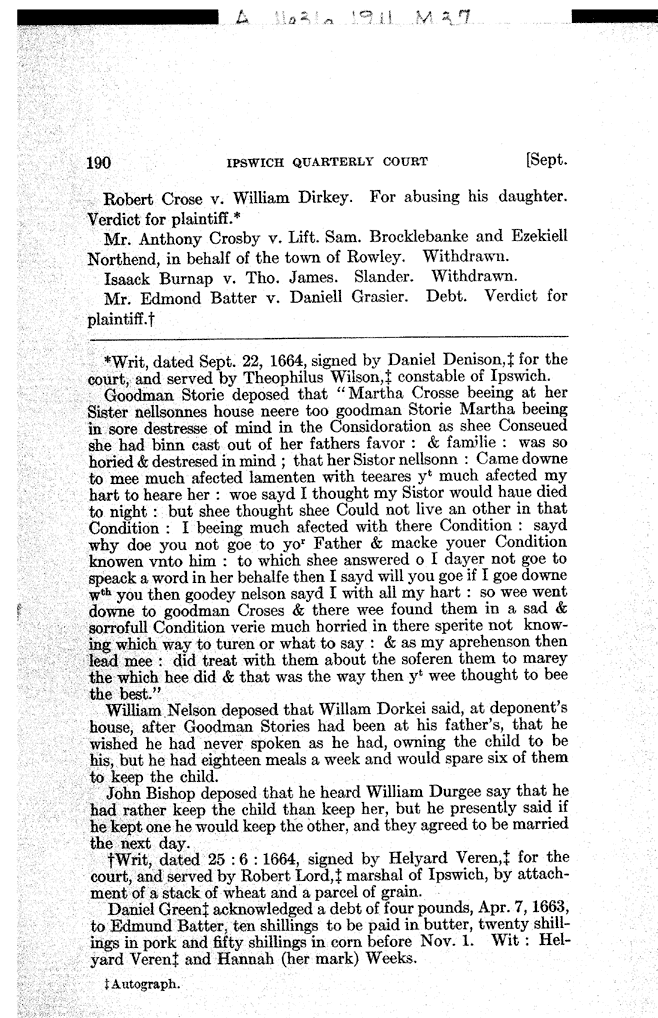 A 11231a 1911 M 37
190 IPSWICH QUARTERLY COURT [Sept.
Robert Crose v. William Dirkey. For abusing his daughter.
Verdict for plaintiff.*
Mr. Anthony Crosby v. Lift. Sam. Brocklebanke and Ezekiell
Northend, in behalf of the town of Rowley. Withdrawn.
Isaack Burnap v. Tho. James. Slander. Withdrawn.
Mr. Edmond Batter v. Daniell Grasier. Debt. Verdict for
plaintiff.†
*Writ, dated Sept. 22, 1664, signed by Daniel Denison,‡ for the
court, and served by Theophilus Wilson,‡ constable of Ipswich.
Goodman Storie deposed that "Martha Crosse beeing at her
Sister nellsonnes house neere too goodman Storie Martha beeing
in sore destresse of mind in the Consideration as shee Conseued
she had binn cast out of her fathers favor : & familie : was so
horied & destresed in mind ; that her Sistor nellsonn : Came downe
to mee much afected lamenten with teeares yᵗ much afected my
hart to heare her : woe sayd I thought my Sistor would haue died
to night : but shee thought shee Could not live an other in that
Condition : I beeing much afected with there Condition : sayd
why doe you not goe to yoʳ Father & macke youer Condition
knowen vnto him : to which shee answered o I dayer not goe to
speack a word in her behalfe then I sayd will you goe if I goe downe
wᵗʰ you then goodey nelson sayd I with all my hart : so wee went
downe to goodman Croses & there wee found them in a sad &
sorrofull Condition verie much horried in there sperite not know-
ing which way to turen or what to say : & as my aprehenson then
lead mee : did treat with them about the soferen them to marey
the which hee did & that was the way then yᵗ wee thought to bee
the best."
William Nelson deposed that Willam Dorkei said, at deponent's
house, after Goodman Stories had been at his father's, that he
wished he had never spoken as he had, owning the child to be
his, but he had eighteen meals a week and would spare six of them
to keep the child.
John Bishop deposed that he heard William Durgee say that he
had rather keep the child than keep her, but he presently said if
he kept one he would keep the other, and they agreed to be married
the next day.
†Writ, dated 25 : 6 : 1664, signed by Helyard Veren,‡ for the
court, and served by Robert Lord,‡ marshal of Ipswich, by attach-
ment of a stack of wheat and a parcel of grain.
Daniel Green‡ acknowledged a debt of four pounds, Apr. 7, 1663,
to Edmund Batter, ten shillings to be paid in butter, twenty shill-
ings in pork and fifty shillings in corn before Nov. 1. Wit : Hel-
yard Veren‡ and Hannah (her mark) Weeks.
‡Autograph.